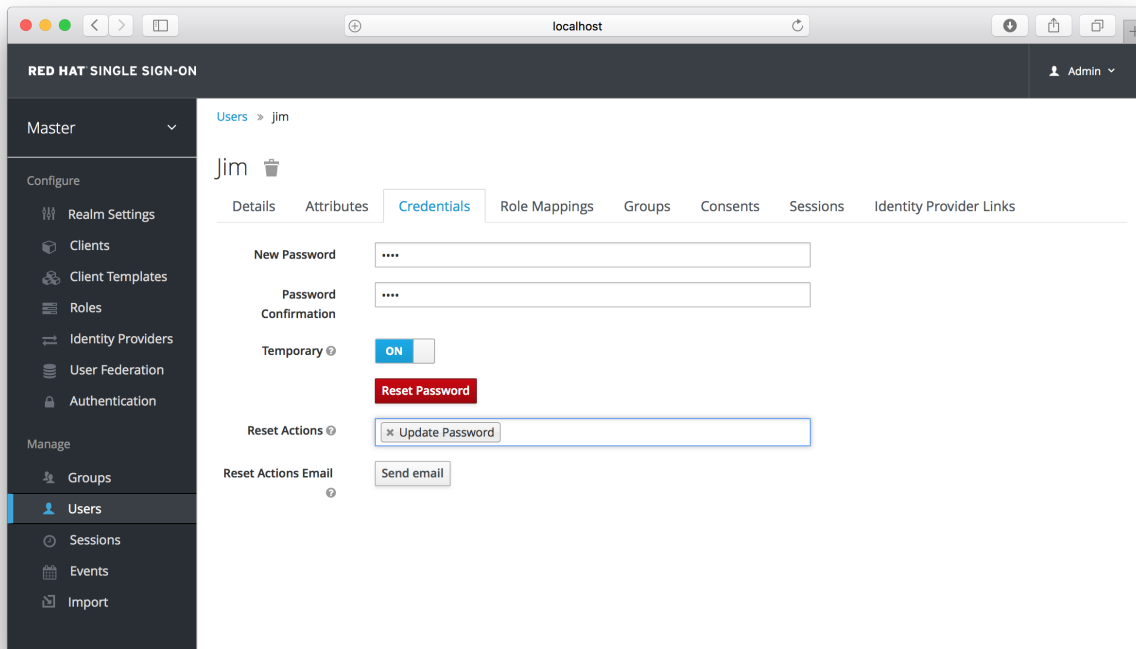 localhost
RED HAT SINGLE SIGN-ON
Admin
Master
Users » jim
Jim
Details Attributes Credentials Role Mappings Groups Consents Sessions Identity Provider Links
Configure
Realm Settings
Clients
Client Templates
Roles
Identity Providers
User Federation
Authentication
Manage
Groups
Users
Sessions
Events
Import
New Password ••••
Password
Confirmation ••••
Temporary ON
Reset Password
Reset Actions × Update Password
Reset Actions Email Send email